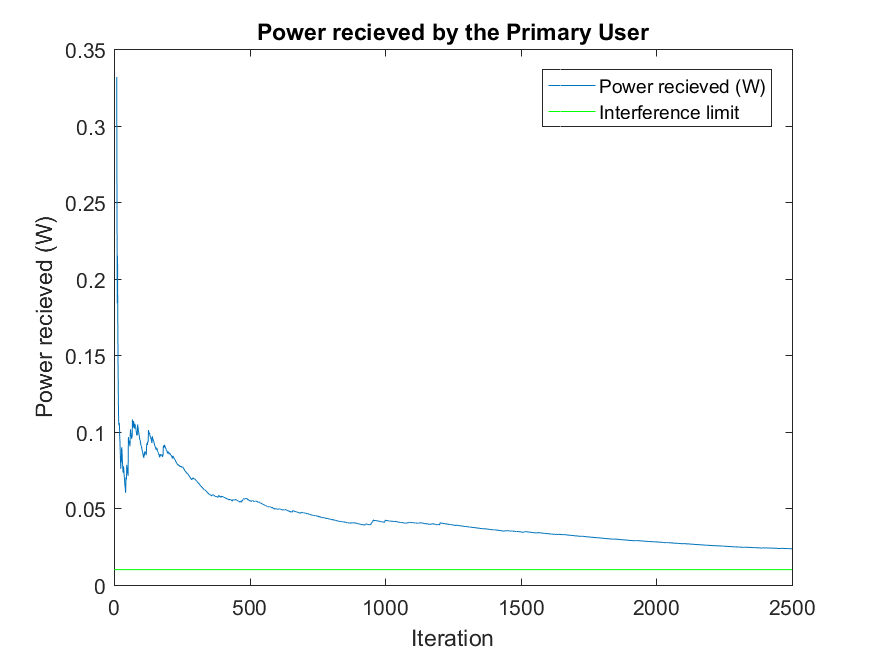 Power recieved by the Primary User
0.35
0.3
0.25
0.2
0.15
0.1
0.05
0
Power recieved (W)
Power recieved (W)
Interference limit
0
500
1000
1500
2000
2500
Iteration